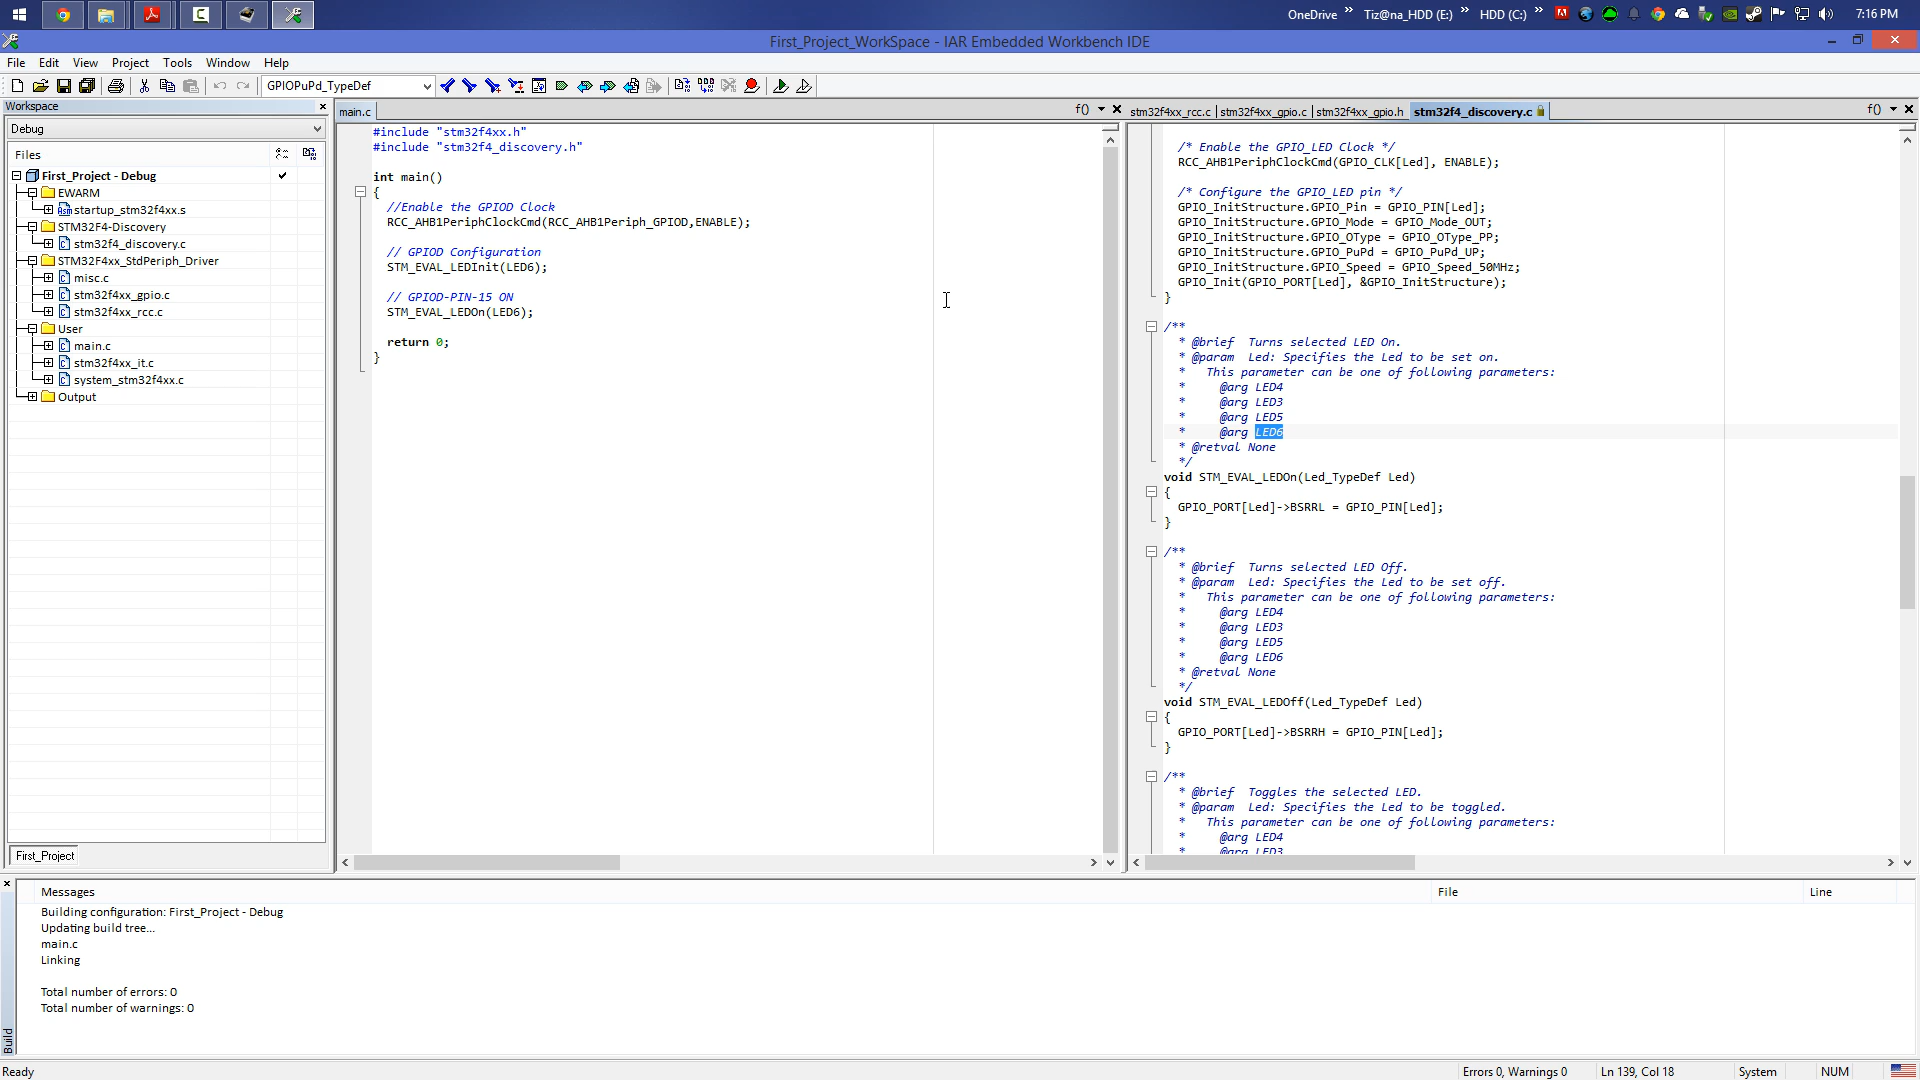 OneDrive » Tiz@na_HDD (E:) » HDD (C:) » 7:16 PM
First_Project_WorkSpace - IAR Embedded Workbench IDE
File Edit View Project Tools Window Help
GPIOPuPd_TypeDef
Workspace
Debug
Files
First_Project - Debug
EWARM
startup_stm32f4xx.s
STM32F4-Discovery
stm32f4_discovery.c
STM32F4xx_StdPeriph_Driver
misc.c
stm32f4xx_gpio.c
stm32f4xx_rcc.c
User
main.c
stm32f4xx_it.c
system_stm32f4xx.c
Output
First_Project
main.c
f()
#include "stm32f4xx.h"
#include "stm32f4_discovery.h"
int main()
{
//Enable the GPIOD Clock
RCC_AHB1PeriphClockCmd(RCC_AHB1Periph_GPIOD,ENABLE);
// GPIOD Configuration
STM_EVAL_LEDInit(LED6);
// GPIOD-PIN-15 ON
STM_EVAL_LEDOn(LED6);
return 0;
}
stm32f4xx_rcc.c | stm32f4xx_gpio.c | stm32f4xx_gpio.h stm32f4_discovery.c
f()
/* Enable the GPIO_LED Clock */
RCC_AHB1PeriphClockCmd(GPIO_CLK[Led], ENABLE);
/* Configure the GPIO_LED pin */
GPIO_InitStructure.GPIO_Pin = GPIO_PIN[Led];
GPIO_InitStructure.GPIO_Mode = GPIO_Mode_OUT;
GPIO_InitStructure.GPIO_OType = GPIO_OType_PP;
GPIO_InitStructure.GPIO_PuPd = GPIO_PuPd_UP;
GPIO_InitStructure.GPIO_Speed = GPIO_Speed_50MHz;
GPIO_Init(GPIO_PORT[Led], &GPIO_InitStructure);
}
/**
* @brief Turns selected LED On.
* @param Led: Specifies the Led to be set on.
* This parameter can be one of following parameters:
* @arg LED4
* @arg LED3
* @arg LED5
* @arg LED6
* @retval None
*/
void STM_EVAL_LEDOn(Led_TypeDef Led)
{
GPIO_PORT[Led]->BSRRL = GPIO_PIN[Led];
}
/**
* @brief Turns selected LED Off.
* @param Led: Specifies the Led to be set off.
* This parameter can be one of following parameters:
* @arg LED4
* @arg LED3
* @arg LED5
* @arg LED6
* @retval None
*/
void STM_EVAL_LEDOff(Led_TypeDef Led)
{
GPIO_PORT[Led]->BSRRH = GPIO_PIN[Led];
}
/**
* @brief Toggles the selected LED.
* @param Led: Specifies the Led to be toggled.
* This parameter can be one of following parameters:
* @arg LED4
* @arg LED3
Messages File Line
Building configuration: First_Project - Debug
Updating build tree...
main.c
Linking
Total number of errors: 0
Total number of warnings: 0
Build
Ready Errors 0, Warnings 0 Ln 139, Col 18 System NUM